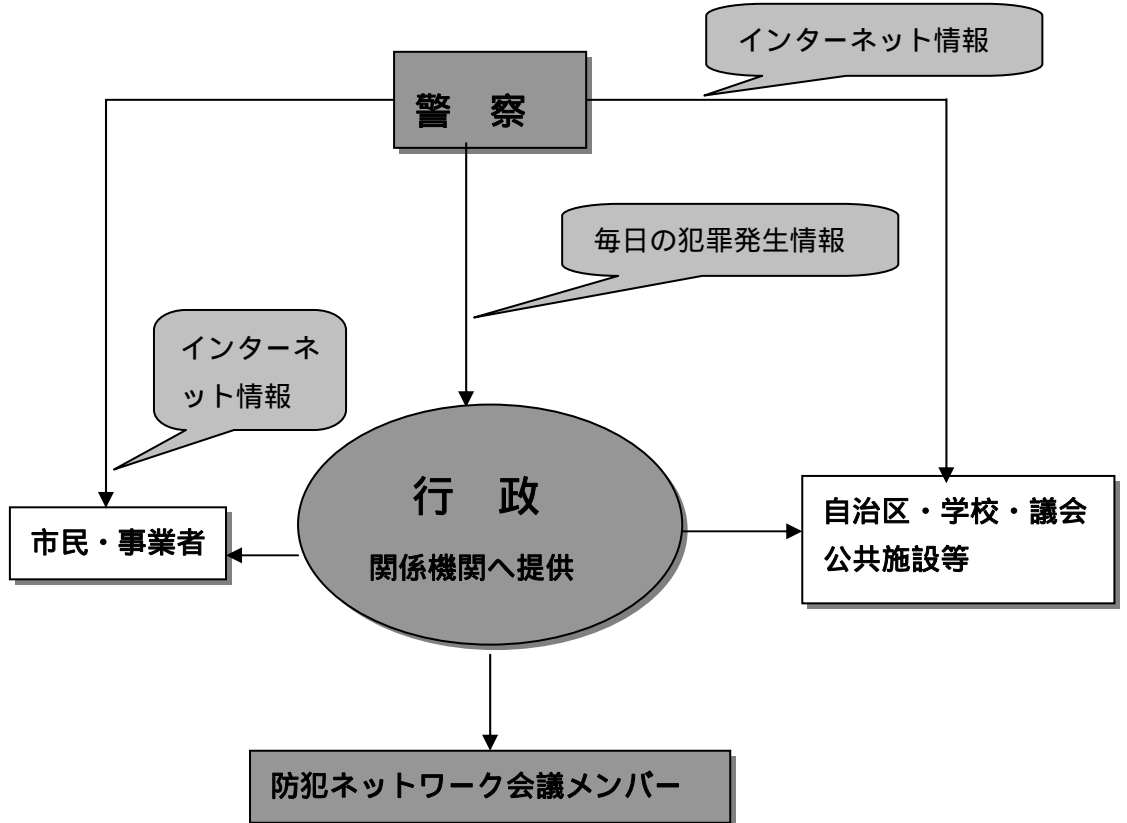 インターネット情報
警　察
毎日の犯罪発生情報
インターネ
ット情報
行　政
関係機関へ提供
市民・事業者
自治区・学校・議会
公共施設等
防犯ネットワーク会議メンバー